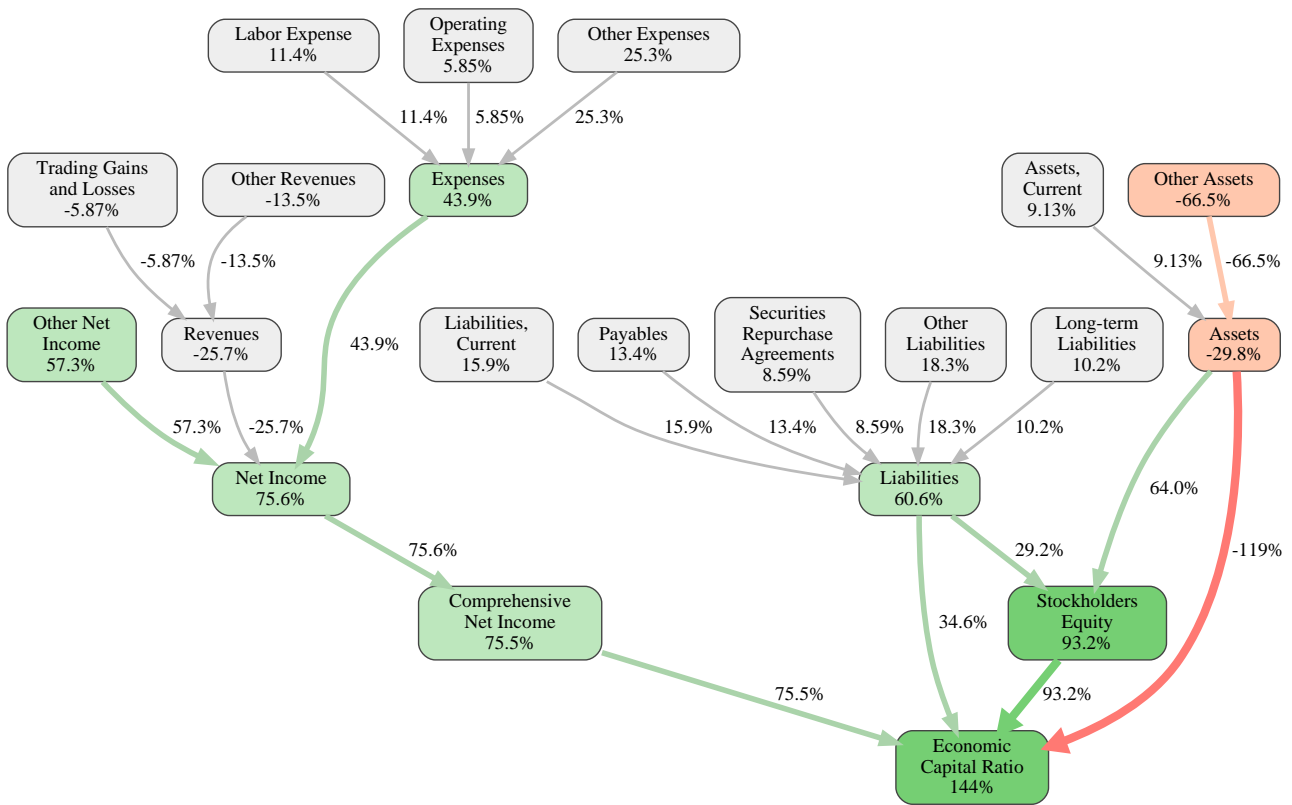 Labor Expense
11.4%
Operating
Expenses
5.85%
Other Expenses
25.3%
11.4%
5.85%
25.3%
Trading Gains
and Losses
-5.87%
Other Revenues
-13.5%
Expenses
43.9%
Assets,
Current
9.13%
Other Assets
-66.5%
-5.87%
-13.5%
9.13%
-66.5%
Other Net
Income
57.3%
Revenues
-25.7%
43.9%
Liabilities,
Current
15.9%
Payables
13.4%
Securities
Repurchase
Agreements
8.59%
Other
Liabilities
18.3%
Long-term
Liabilities
10.2%
Assets
-29.8%
57.3%
-25.7%
15.9%
13.4%
8.59%
18.3%
10.2%
Net Income
75.6%
Liabilities
60.6%
64.0%
75.6%
29.2%
-119%
Comprehensive
Net Income
75.5%
34.6%
Stockholders
Equity
93.2%
75.5%
93.2%
Economic
Capital Ratio
144%